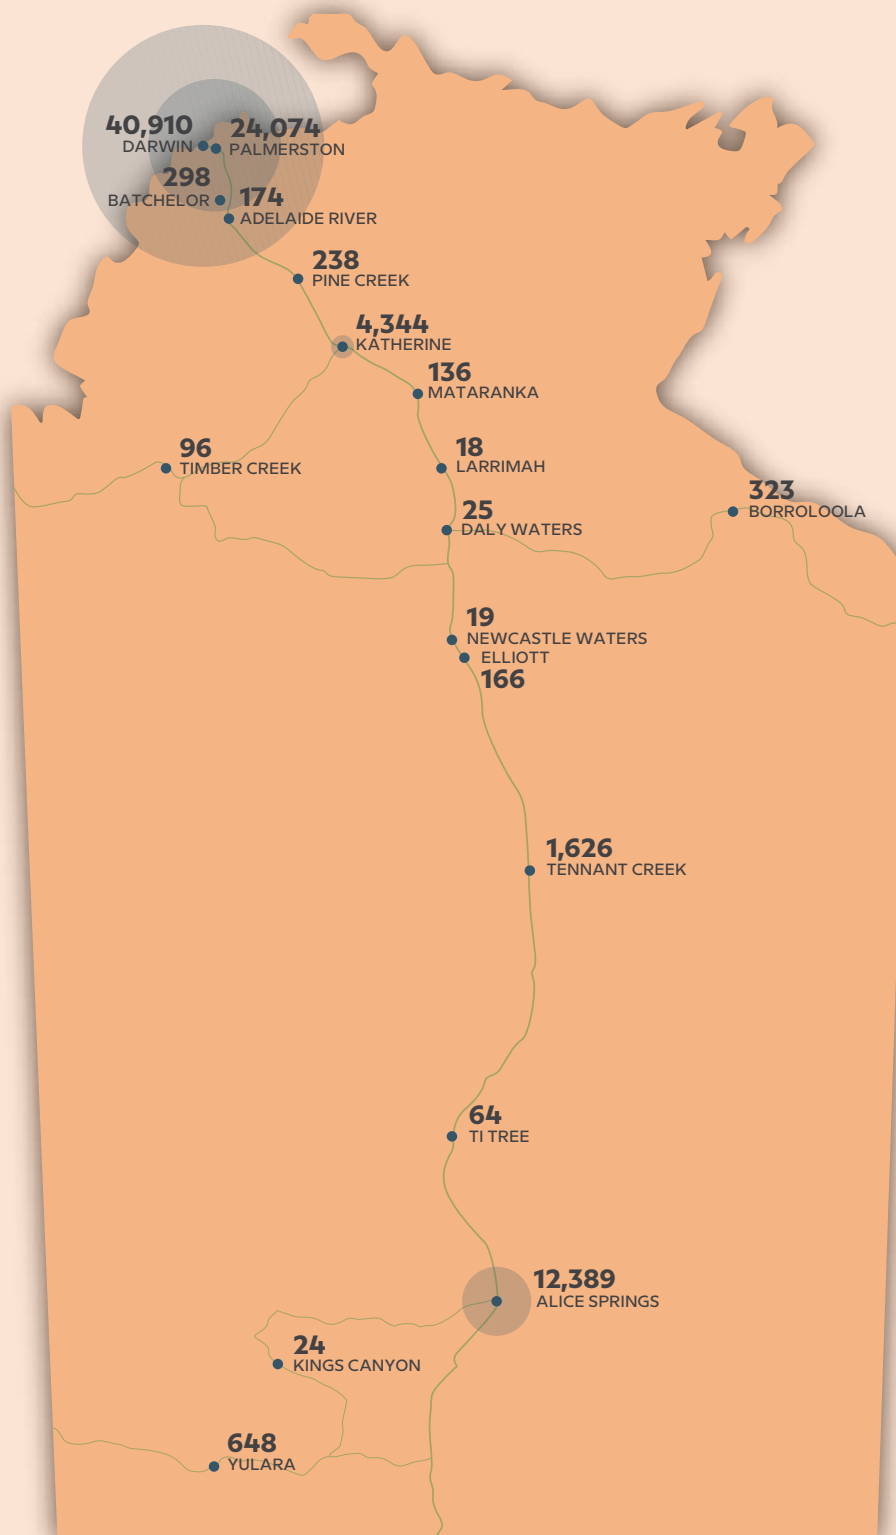 40,910
DARWIN
24,074
PALMERSTON
298
BATCHELOR
174
ADELAIDE RIVER
238
PINE CREEK
4,344
KATHERINE
136
MATARANKA
96
TIMBER CREEK
18
LARRIMAH
323
BORROLOOLA
25
DALY WATERS
19
NEWCASTLE WATERS
ELLIOTT
166
1,626
TENNANT CREEK
64
TI TREE
12,389
ALICE SPRINGS
24
KINGS CANYON
648
YULARA